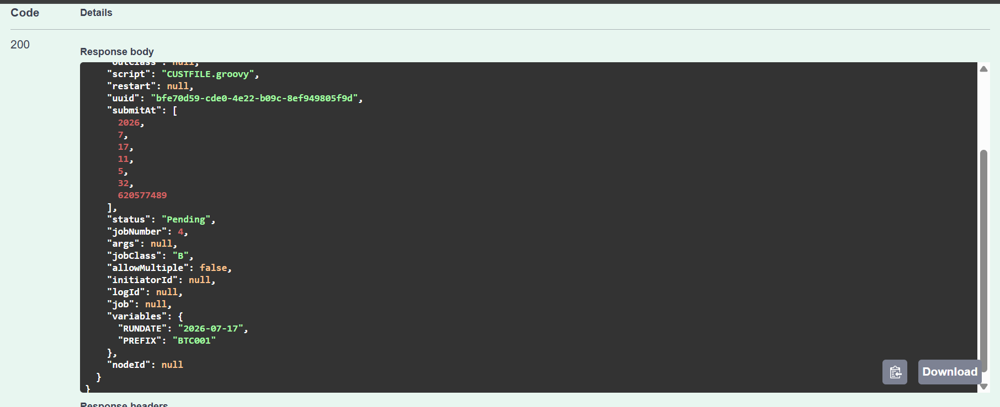 Code Details
200
Response body
"outClass": null,
"script": "CUSTFILE.groovy",
"restart": null,
"uuid": "bfe70d59-cde0-4e22-b09c-8ef949805f9d",
"submitAt": [
2026,
7,
17,
11,
5,
32,
620577489
],
"status": "Pending",
"jobNumber": 4,
"args": null,
"jobClass": "B",
"allowMultiple": false,
"initiatorId": null,
"logId": null,
"job": null,
"variables": {
"RUNDATE": "2026-07-17",
"PREFIX": "BTC001"
},
"nodeId": null
}
}
Download
Response headers